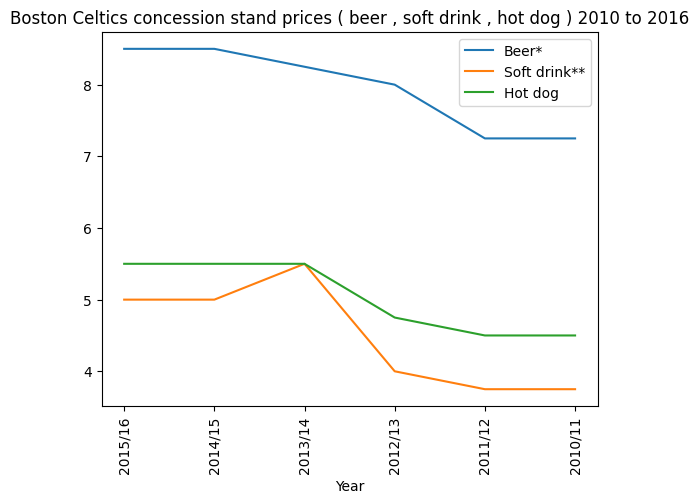 Boston Celtics concession stand prices ( beer , soft drink , hot dog ) 2010 to 2016
Beer*
Soft drink**
Hot dog
8
7
6
5
4
2015/16
2014/15
2013/14
2012/13
2011/12
2010/11
Year